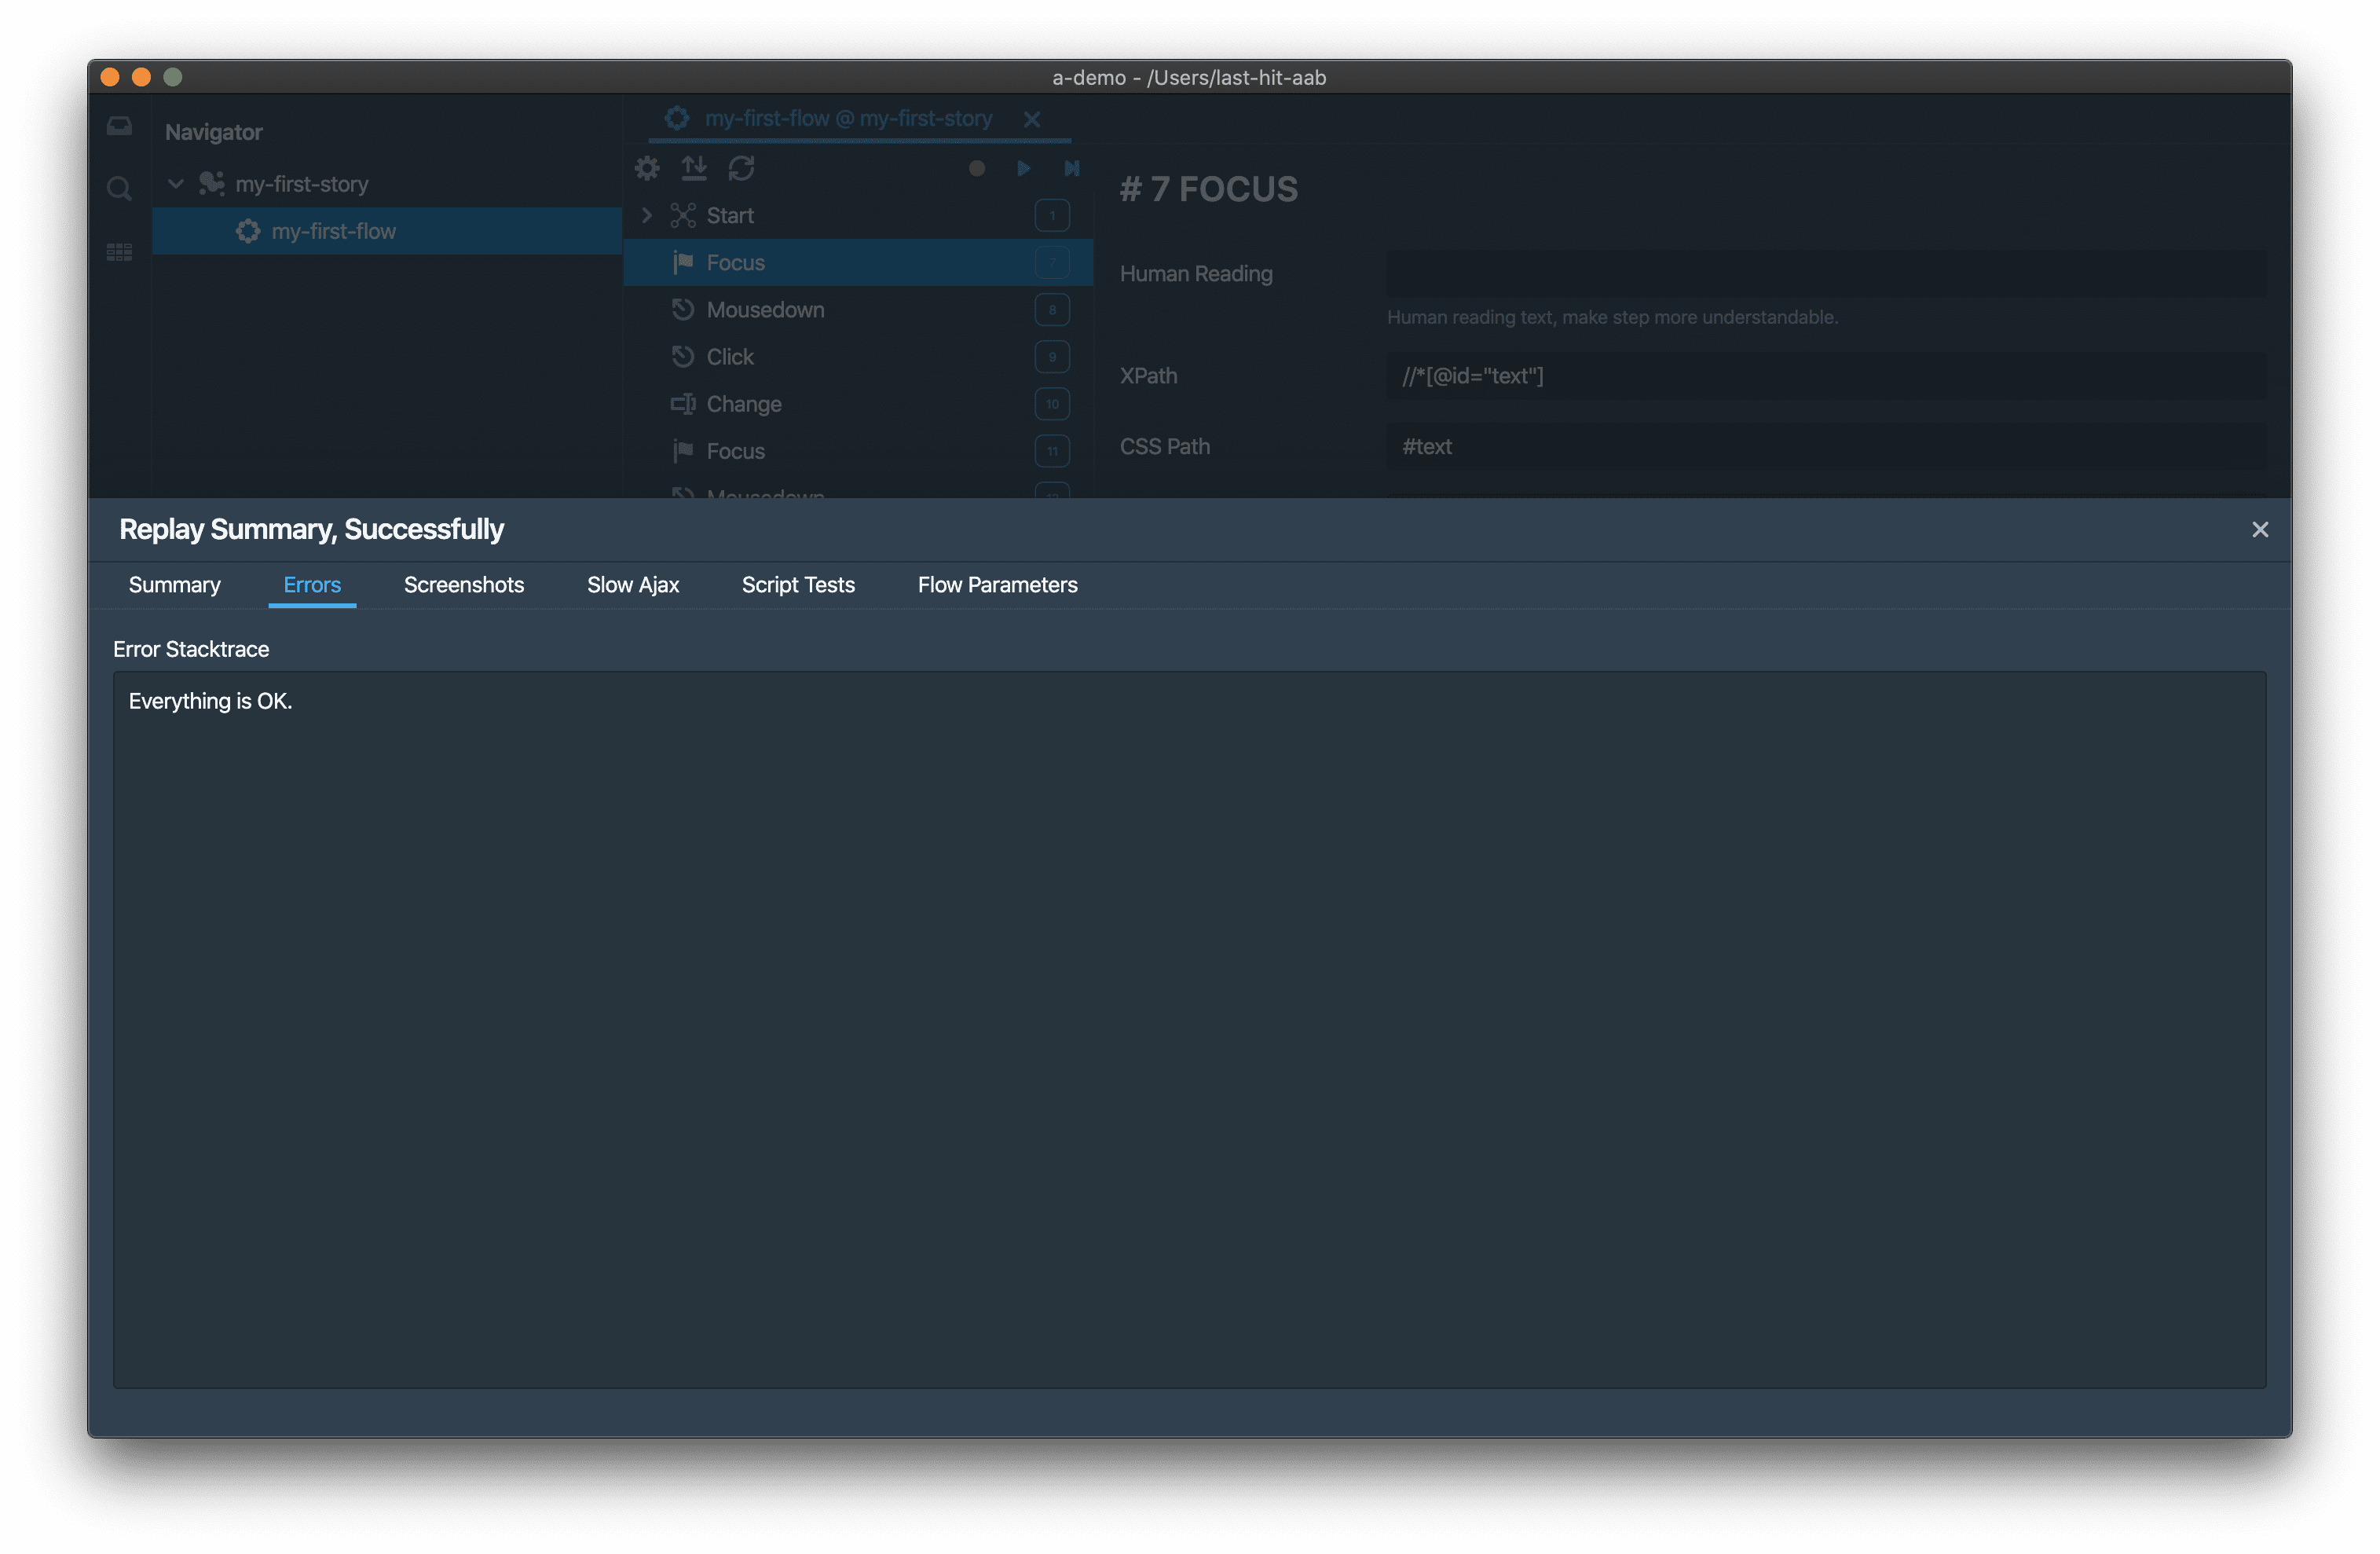 a-demo - /Users/last-hit-aab
Navigator
my-first-story
my-first-flow
my-first-flow @ my-first-story
Start 1
Focus 7
Mousedown 8
Click 9
Change 10
Focus 11
Mousedown 12
# 7 FOCUS
Human Reading
Human reading text, make step more understandable.
XPath //*[@id="text"]
CSS Path #text
Replay Summary, Successfully
Summary Errors Screenshots Slow Ajax Script Tests Flow Parameters
Error Stacktrace
Everything is OK.